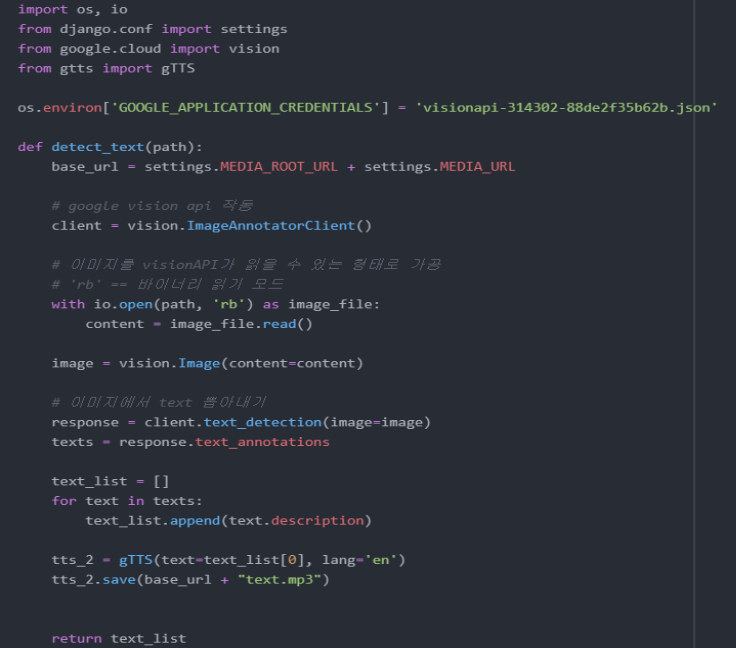 import os, io
from django.conf import settings
from google.cloud import vision
from gtts import gTTS
os.environ['GOOGLE_APPLICATION_CREDENTIALS'] = 'visionapi-314302-88de2f35b62b.json'
def detect_text(path):
base_url = settings.MEDIA_ROOT_URL + settings.MEDIA_URL
# google vision api 작동
client = vision.ImageAnnotatorClient()
# 이미지를 visionAPI가 읽을 수 있는 형태로 가공
# 'rb' == 바이너리 읽기 모드
with io.open(path, 'rb') as image_file:
content = image_file.read()
image = vision.Image(content=content)
# 이미지에서 text 뽑아내기
response = client.text_detection(image=image)
texts = response.text_annotations
text_list = []
for text in texts:
text_list.append(text.description)
tts_2 = gTTS(text=text_list[0], lang='en')
tts_2.save(base_url + "text.mp3")
return text_list